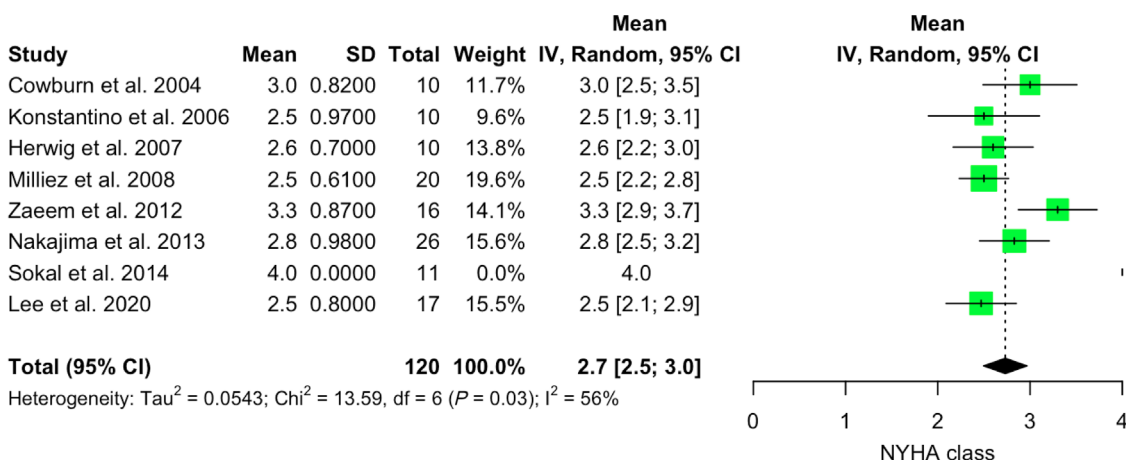 Mean Mean
Study Mean SD Total Weight IV, Random, 95% CI IV, Random, 95% CI
Cowburn et al. 2004 3.0 0.8200 10 11.7% 3.0 [2.5; 3.5]
Konstantino et al. 2006 2.5 0.9700 10 9.6% 2.5 [1.9; 3.1]
Herwig et al. 2007 2.6 0.7000 10 13.8% 2.6 [2.2; 3.0]
Milliez et al. 2008 2.5 0.6100 20 19.6% 2.5 [2.2; 2.8]
Zaeem et al. 2012 3.3 0.8700 16 14.1% 3.3 [2.9; 3.7]
Nakajima et al. 2013 2.8 0.9800 26 15.6% 2.8 [2.5; 3.2]
Sokal et al. 2014 4.0 0.0000 11 0.0% 4.0
Lee et al. 2020 2.5 0.8000 17 15.5% 2.5 [2.1; 2.9]
Total (95% CI) 120 100.0% 2.7 [2.5; 3.0]
Heterogeneity: Tau² = 0.0543; Chi² = 13.59, df = 6 (P = 0.03); I² = 56%
0 1 2 3 4
NYHA class